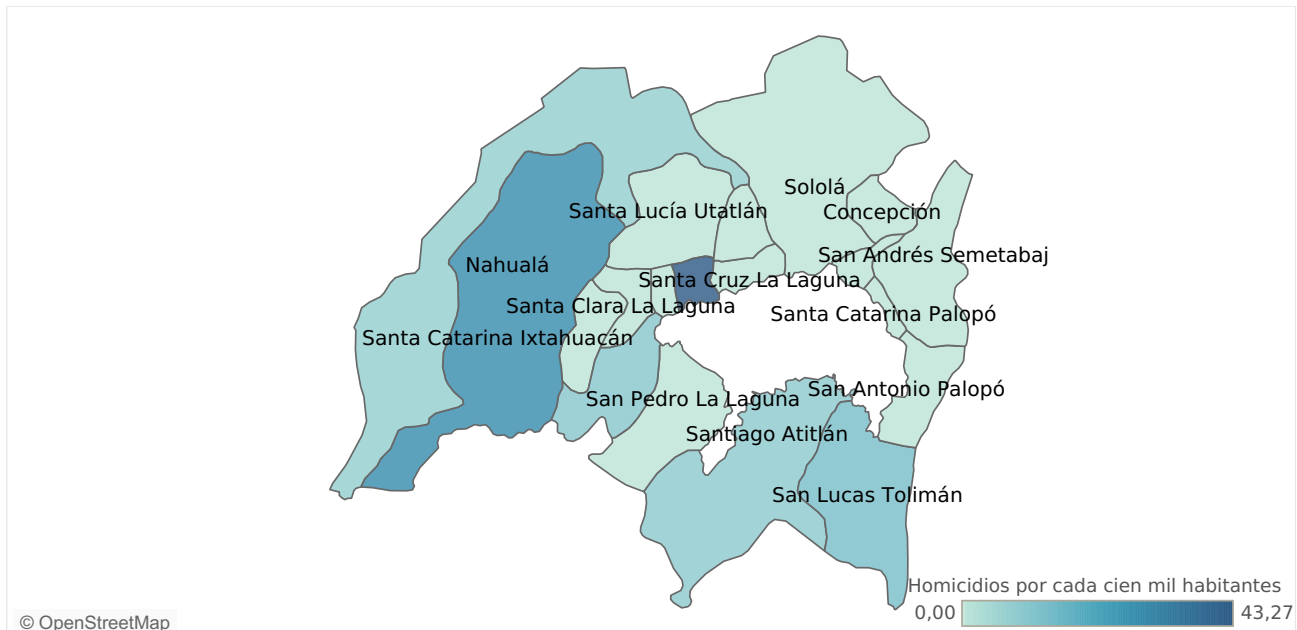 Sololá
Santa Lucía Utatlán
Concepción
San Andrés Semetabaj
Nahualá
Santa Cruz La Laguna
Santa Clara La Laguna
Santa Catarina Palopó
Santa Catarina Ixtahuacán
San Antonio Palopó
San Pedro La Laguna
Santiago Atitlán
San Lucas Tolimán
Homicidios por cada cien mil habitantes
0,00 43,27
© OpenStreetMap